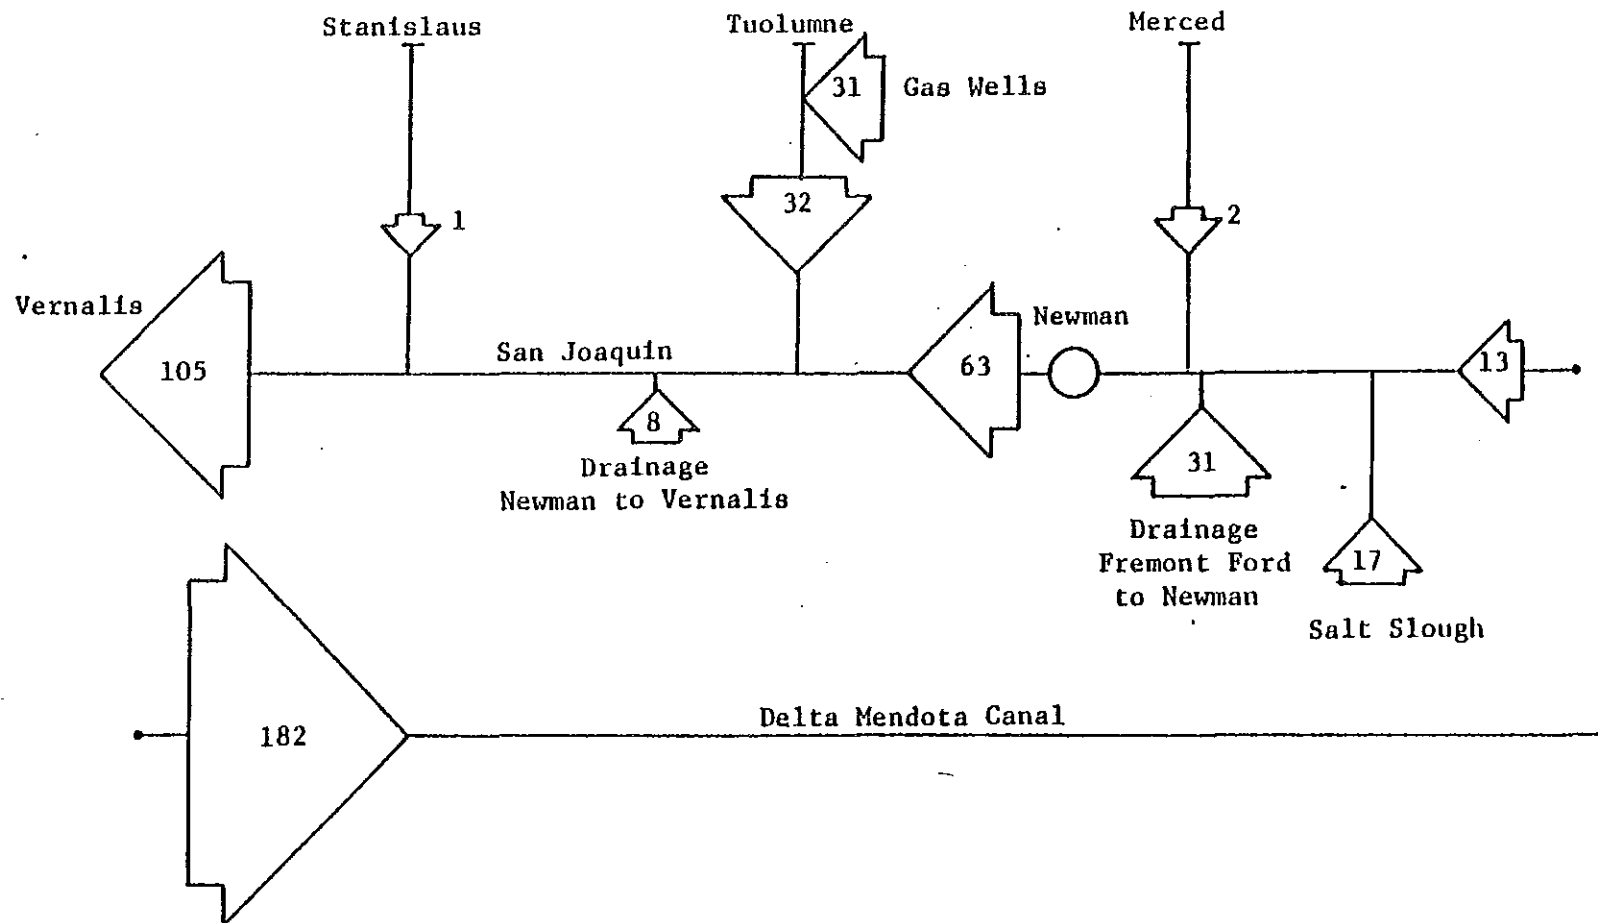 Stanislaus
Tuolumne
Merced
31
Gas Wells
32
1
2
Vernalis
105
San Joaquin
63
Newman
13
8
Drainage
Newman to Vernalis
31
Drainage
Fremont Ford
to Newman
17
Salt Slough
182
Delta Mendota Canal